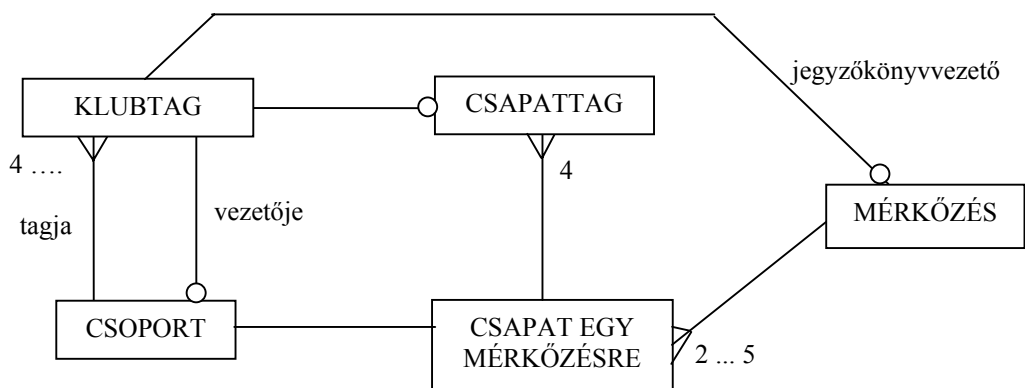 jegyzőkönyvvezető
KLUBTAG
CSAPATTAG
4 ….
4
tagja
vezetője
MÉRKŐZÉS
CSOPORT
CSAPAT EGY
MÉRKŐZÉSRE
2 ... 5